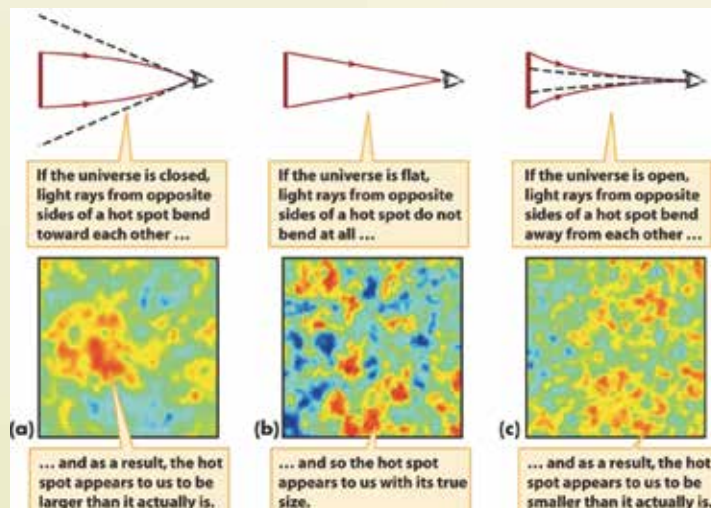 If the universe is closed,
light rays from opposite
sides of a hot spot bend
toward each other ...
If the universe is flat,
light rays from opposite
sides of a hot spot do not
bend at all ...
If the universe is open,
light rays from opposite
sides of a hot spot bend
away from each other ...
(a)
(b)
(c)
... and as a result, the hot
spot appears to us to be
larger than it actually is.
... and so the hot spot
appears to us with its true
size.
... and as a result, the hot
spot appears to us to be
smaller than it actually is.